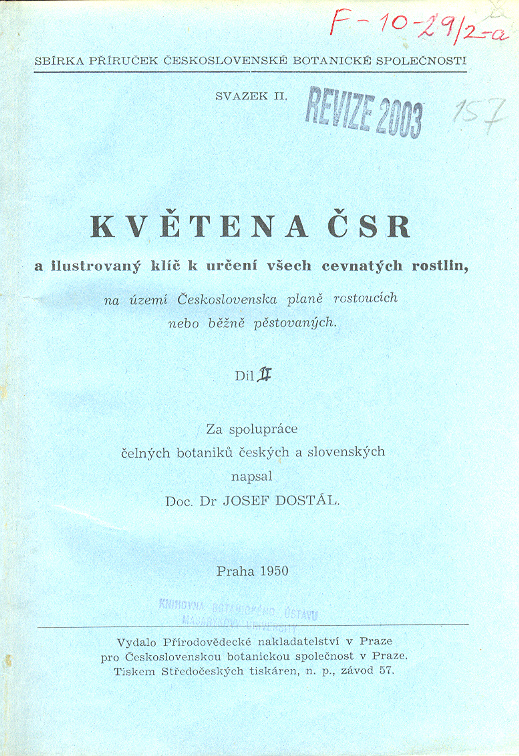 F-10-29/2-a
SBÍRKA PŘÍRUČEK ČESKOSLOVENSKÉ BOTANICKÉ SPOLEČNOSTI
SVAZEK II.
REVIZE 2003
157
KVĚTENA ČSR
a ilustrovaný klíč k určení všech cevnatých rostlin,
na území Československa planě rostoucích
nebo běžně pěstovaných.
Díl II
Za spolupráce
čelných botaniků českých a slovenských
napsal
Doc. Dr JOSEF DOSTÁL.
Praha 1950
KNIHOVNA BOTANICKÉHO ÚSTAVU
MASARYKOVY UNIVERSITY
Vydalo Přírodovědecké nakladatelství v Praze
pro Československou botanickou společnost v Praze.
Tiskem Středočeských tiskáren, n. p., závod 57.